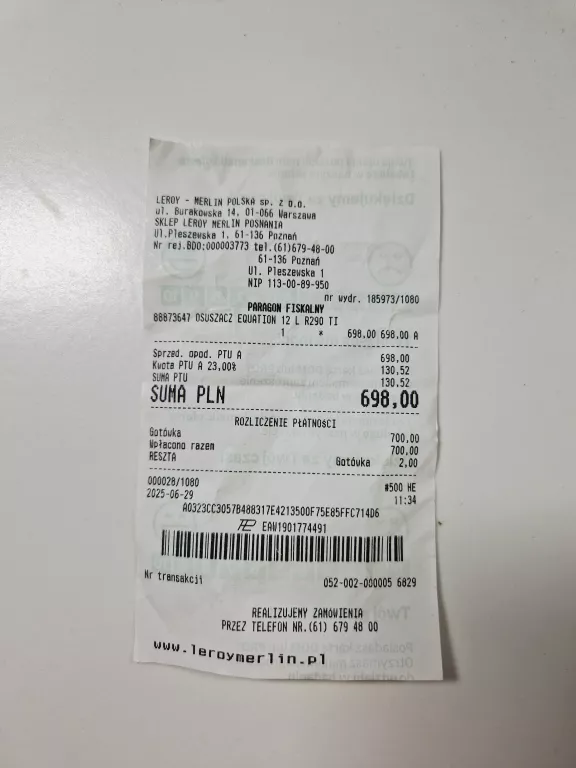 LEROY - MERLIN POLSKA sp. z o.o.
ul. Burakowska 14, 01-066 Warszawa
SKLEP LEROY MERLIN POSNANIA
Ul.Pleszewska 1, 61-136 Poznań
Nr rej.BDO:000003773 tel.(61)679-48-00
61-136 Poznań
Ul. Pleszewska 1
NIP 113-00-89-950
nr wydr. 185973/1080
PARAGON FISKALNY
88873647 OSUSZACZ EQUATION 12 L R290 TI
1 * 698.00 698.00 A
Sprzed. opod. PTU A 698,00
Kwota PTU A 23,00% 130,52
SUMA PTU 130,52
SUMA PLN 698,00
ROZLICZENIE PŁATNOŚCI
Gotówka 700,00
Wpłacono razem 700,00
RESZTA Gotówka 2,00
000028/1080 #500 HE
2025-06-29 11:34
A0323CC3057B488317E4213500F75E85FFC714D6
EAW1901774491
Nr transakcji 052-002-000005 6829
REALIZUJEMY ZAMÓWIENIA
PRZEZ TELEFON NR.(61) 679 48 00
www.leroymerlin.pl